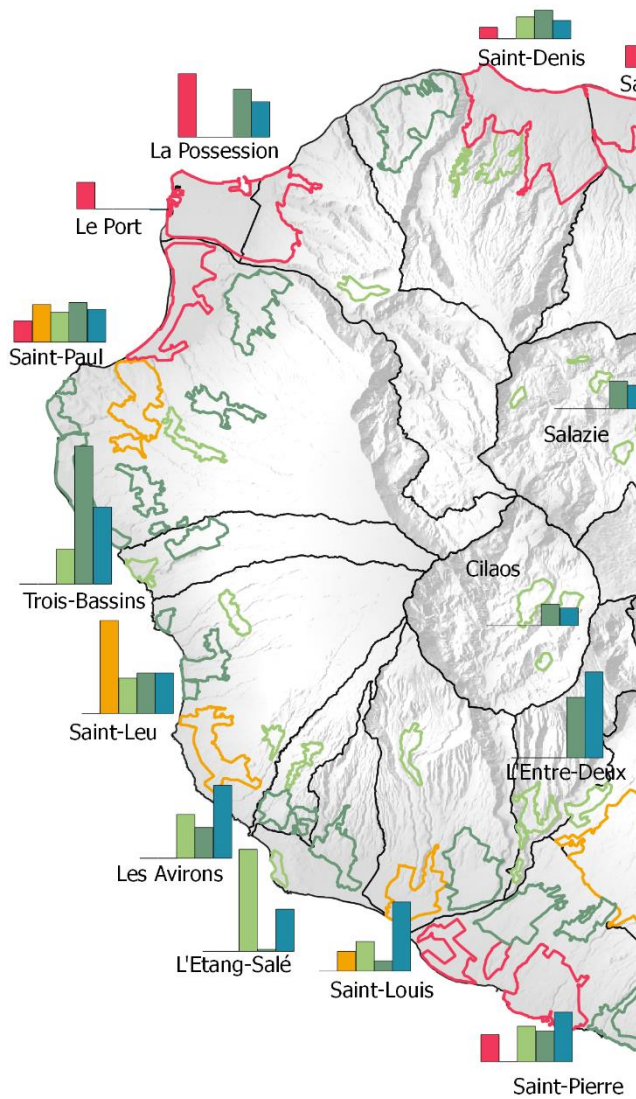 Saint-Denis
Sa
La Possession
Le Port
Saint-Paul
Salazie
Cilaos
Trois-Bassins
Saint-Leu
L'Entre-Deux
Les Avirons
L'Etang-Salé
Saint-Louis
Saint-Pierre